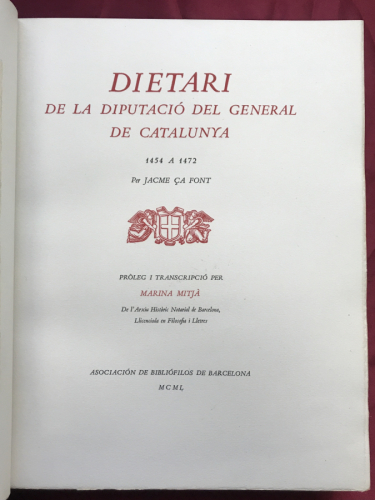 DIETARI
DE LA DIPUTACIÓ DEL GENERAL
DE CATALUNYA
1454 A 1472
Per JACME ÇA FONT
PRÒLEG I TRANSCRIPCIÓ PER
MARINA MITJÀ
De l'Arxiu Històric Notarial de Barcelona,
Llicenciada en Filosofia i Lletres
ASOCIACIÓN DE BIBLIÓFILOS DE BARCELONA
MCML